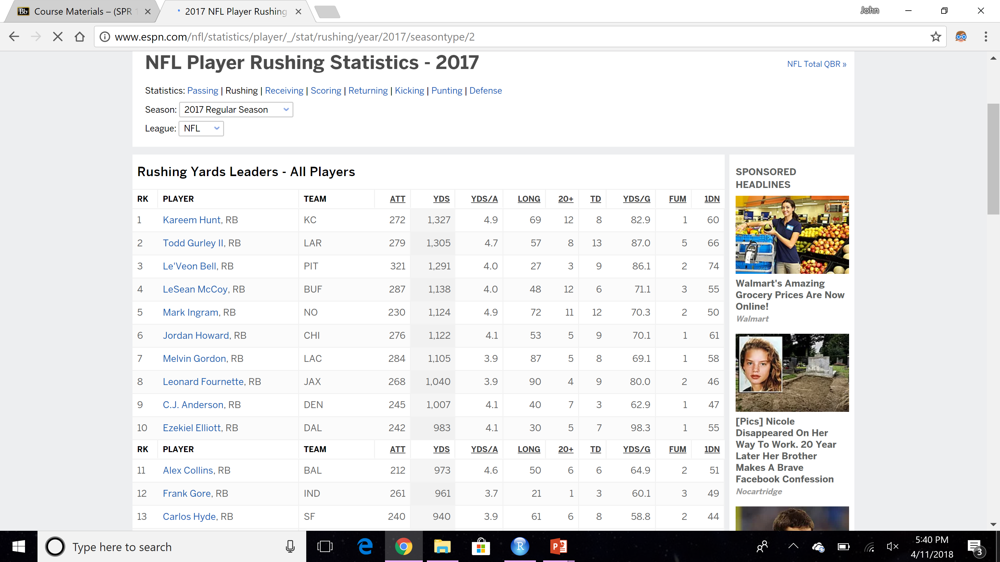 Bb Course Materials – (SPR 1
2017 NFL Player Rushing
John
www.espn.com/nfl/statistics/player/_/stat/rushing/year/2017/seasontype/2
NFL Player Rushing Statistics - 2017
NFL Total QBR »
Statistics: Passing | Rushing | Receiving | Scoring | Returning | Kicking | Punting | Defense
Season: 2017 Regular Season
League: NFL
Rushing Yards Leaders - All Players
RK PLAYER TEAM ATT YDS YDS/A LONG 20+ TD YDS/G FUM 1DN
1 Kareem Hunt, RB KC 272 1,327 4.9 69 12 8 82.9 1 60
2 Todd Gurley II, RB LAR 279 1,305 4.7 57 8 13 87.0 5 66
3 Le'Veon Bell, RB PIT 321 1,291 4.0 27 3 9 86.1 2 74
4 LeSean McCoy, RB BUF 287 1,138 4.0 48 12 6 71.1 3 55
5 Mark Ingram, RB NO 230 1,124 4.9 72 11 12 70.3 2 50
6 Jordan Howard, RB CHI 276 1,122 4.1 53 5 9 70.1 1 61
7 Melvin Gordon, RB LAC 284 1,105 3.9 87 5 8 69.1 1 58
8 Leonard Fournette, RB JAX 268 1,040 3.9 90 4 9 80.0 2 46
9 C.J. Anderson, RB DEN 245 1,007 4.1 40 7 3 62.9 1 47
10 Ezekiel Elliott, RB DAL 242 983 4.1 30 5 7 98.3 1 55
RK PLAYER TEAM ATT YDS YDS/A LONG 20+ TD YDS/G FUM 1DN
11 Alex Collins, RB BAL 212 973 4.6 50 6 6 64.9 2 51
12 Frank Gore, RB IND 261 961 3.7 21 1 3 60.1 3 49
13 Carlos Hyde, RB SF 240 940 3.9 61 6 8 58.8 2 44
SPONSORED
HEADLINES
Walmart's Amazing
Grocery Prices Are Now
Online!
Walmart
[Pics] Nicole
Disappeared On Her
Way To Work. 20 Year
Later Her Brother
Makes A Brave
Facebook Confession
Nocartridge
Type here to search
R
P
5:40 PM
4/11/2018
3